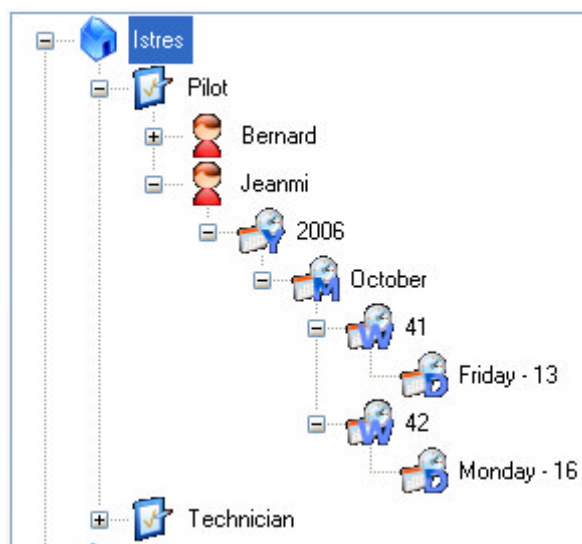 Istres
Pilot
Bernard
Jeanmi
2006
October
41
Friday - 13
42
Monday - 16
Technician